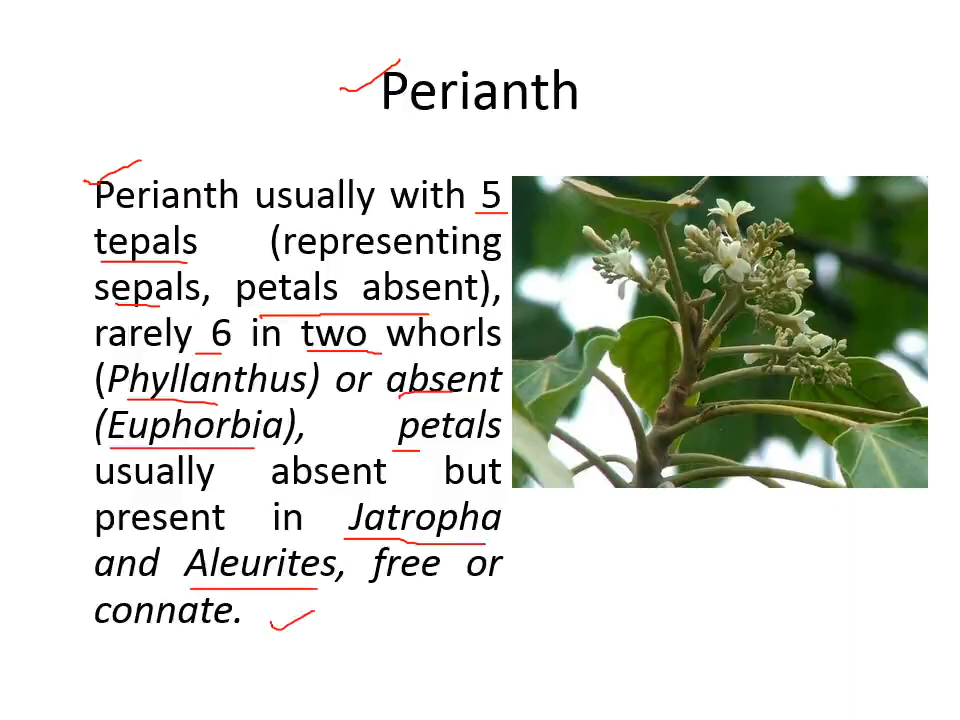 Perianth
Perianth usually with 5
tepals (representing
sepals, petals absent),
rarely 6 in two whorls
(Phyllanthus) or absent
(Euphorbia), petals
usually absent but
present in Jatropha
and Aleurites, free or
connate.